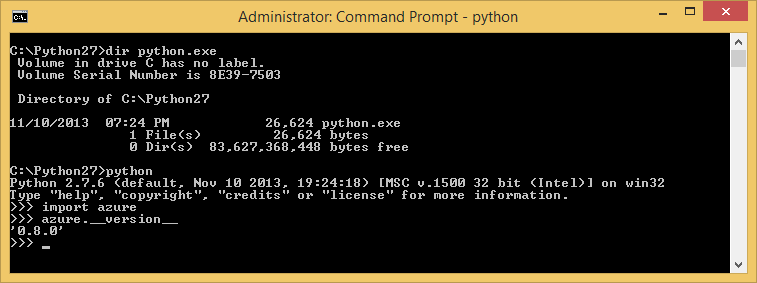 Administrator: Command Prompt - python
C:\Python27>dir python.exe
Volume in drive C has no label.
Volume Serial Number is 8E39-7503
Directory of C:\Python27
11/10/2013  07:24 PM            26,624 python.exe
1 File(s)         26,624 bytes
0 Dir(s)  83,627,368,448 bytes free
C:\Python27>python
Python 2.7.6 (default, Nov 10 2013, 19:24:18) [MSC v.1500 32 bit (Intel)] on win32
Type "help", "copyright", "credits" or "license" for more information.
>>> import azure
>>> azure.__version__
'0.8.0'
>>> _